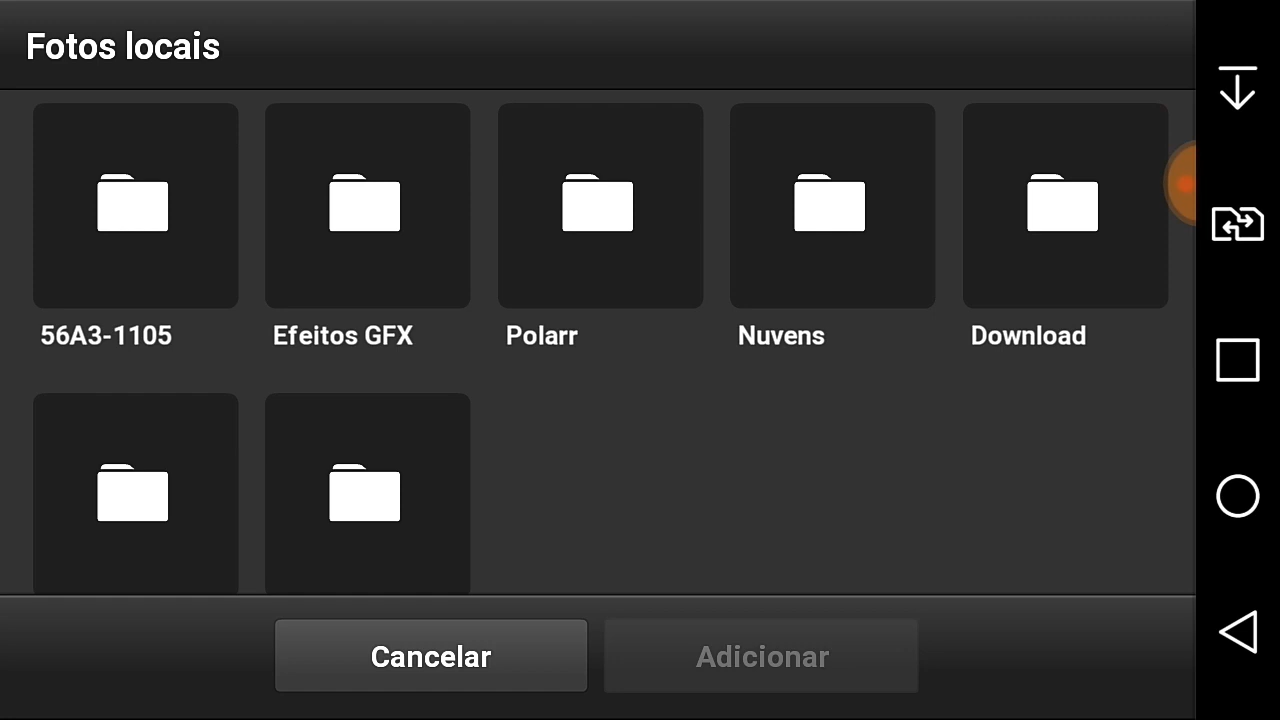 Fotos locais
56A3-1105
Efeitos GFX
Polarr
Nuvens
Download
Cancelar
Adicionar